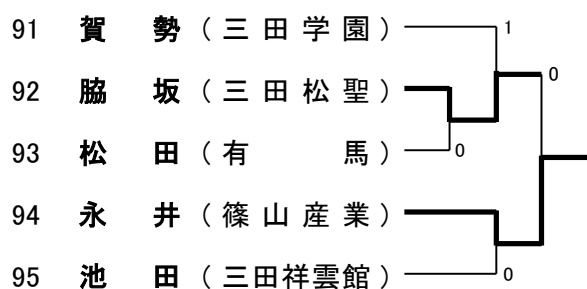 91 賀 勢 ( 三 田 学 園 ) 1
92 脇 坂 ( 三 田 松 聖 ) 0
93 松 田 ( 有 馬 ) 0
94 永 井 ( 篠 山 産 業 )
95 池 田 ( 三田祥雲館 ) 0